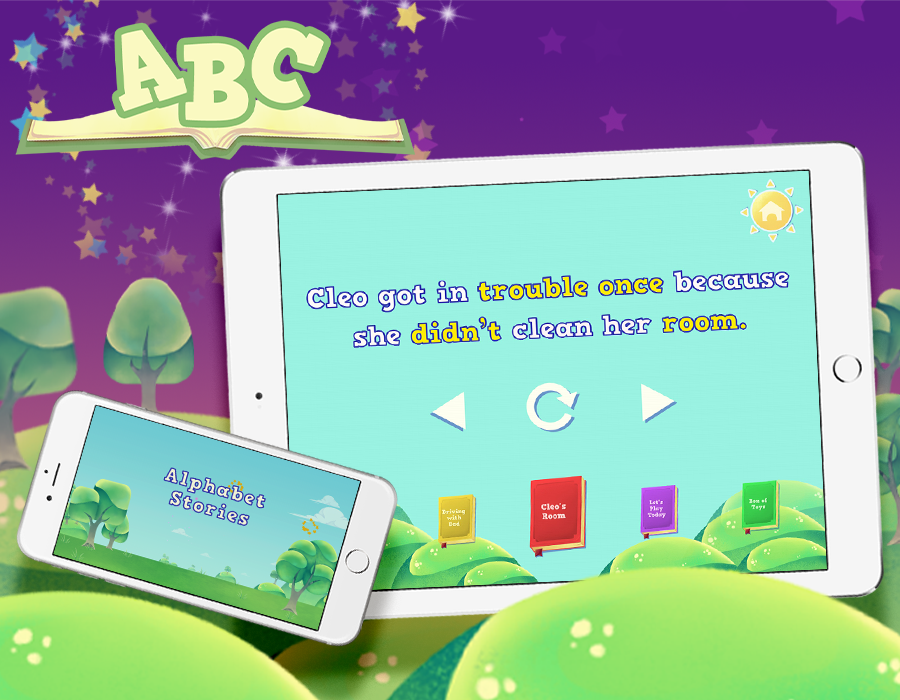 ABC
Cleo got in trouble once because
she didn't clean her room.
Alphabet
Stories
Driving
with
Dad
Cleo's
Room
Let's
Play
Today
Box of
Toys